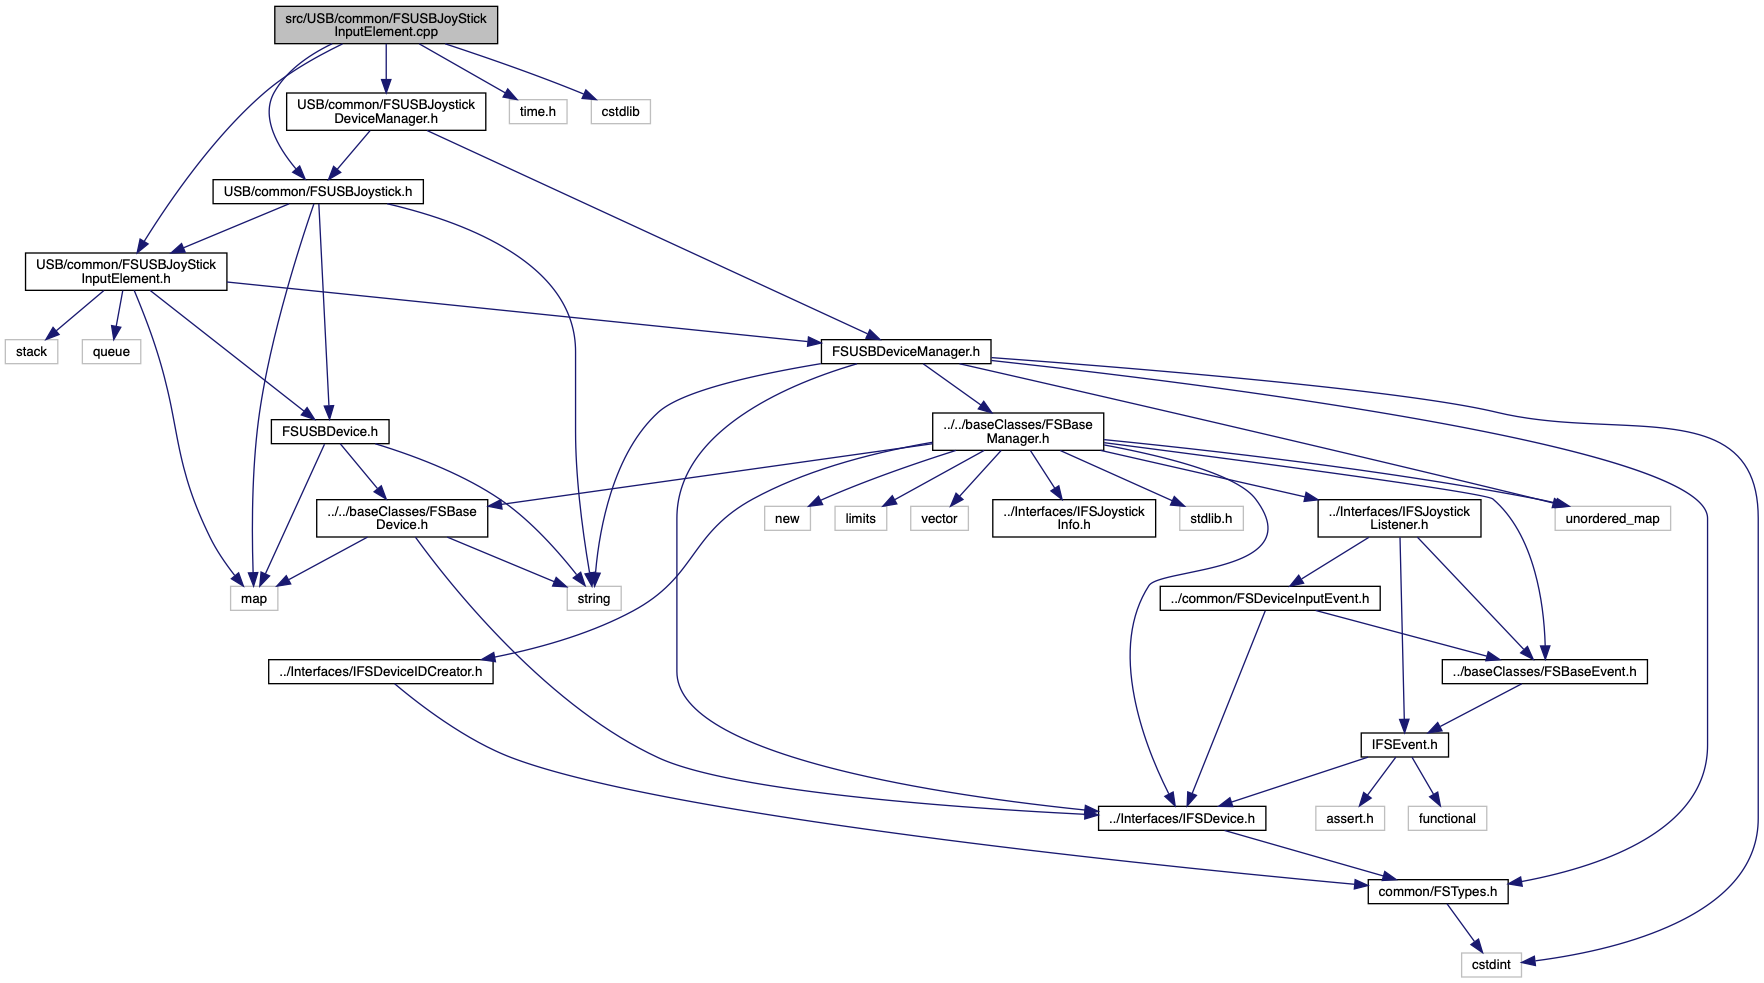 src/USB/common/FSUSBJoyStick
InputElement.cpp
USB/common/FSUSBJoystick
DeviceManager.h
time.h
cstdlib
USB/common/FSUSBJoystick.h
USB/common/FSUSBJoyStick
InputElement.h
stack
queue
FSUSBDeviceManager.h
FSUSBDevice.h
../../baseClasses/FSBase
Manager.h
../../baseClasses/FSBase
Device.h
new
limits
vector
../Interfaces/IFSJoystick
Info.h
stdlib.h
../Interfaces/IFSJoystick
Listener.h
unordered_map
map
string
../common/FSDeviceInputEvent.h
../Interfaces/IFSDeviceIDCreator.h
../baseClasses/FSBaseEvent.h
IFSEvent.h
../Interfaces/IFSDevice.h
assert.h
functional
common/FSTypes.h
cstdint